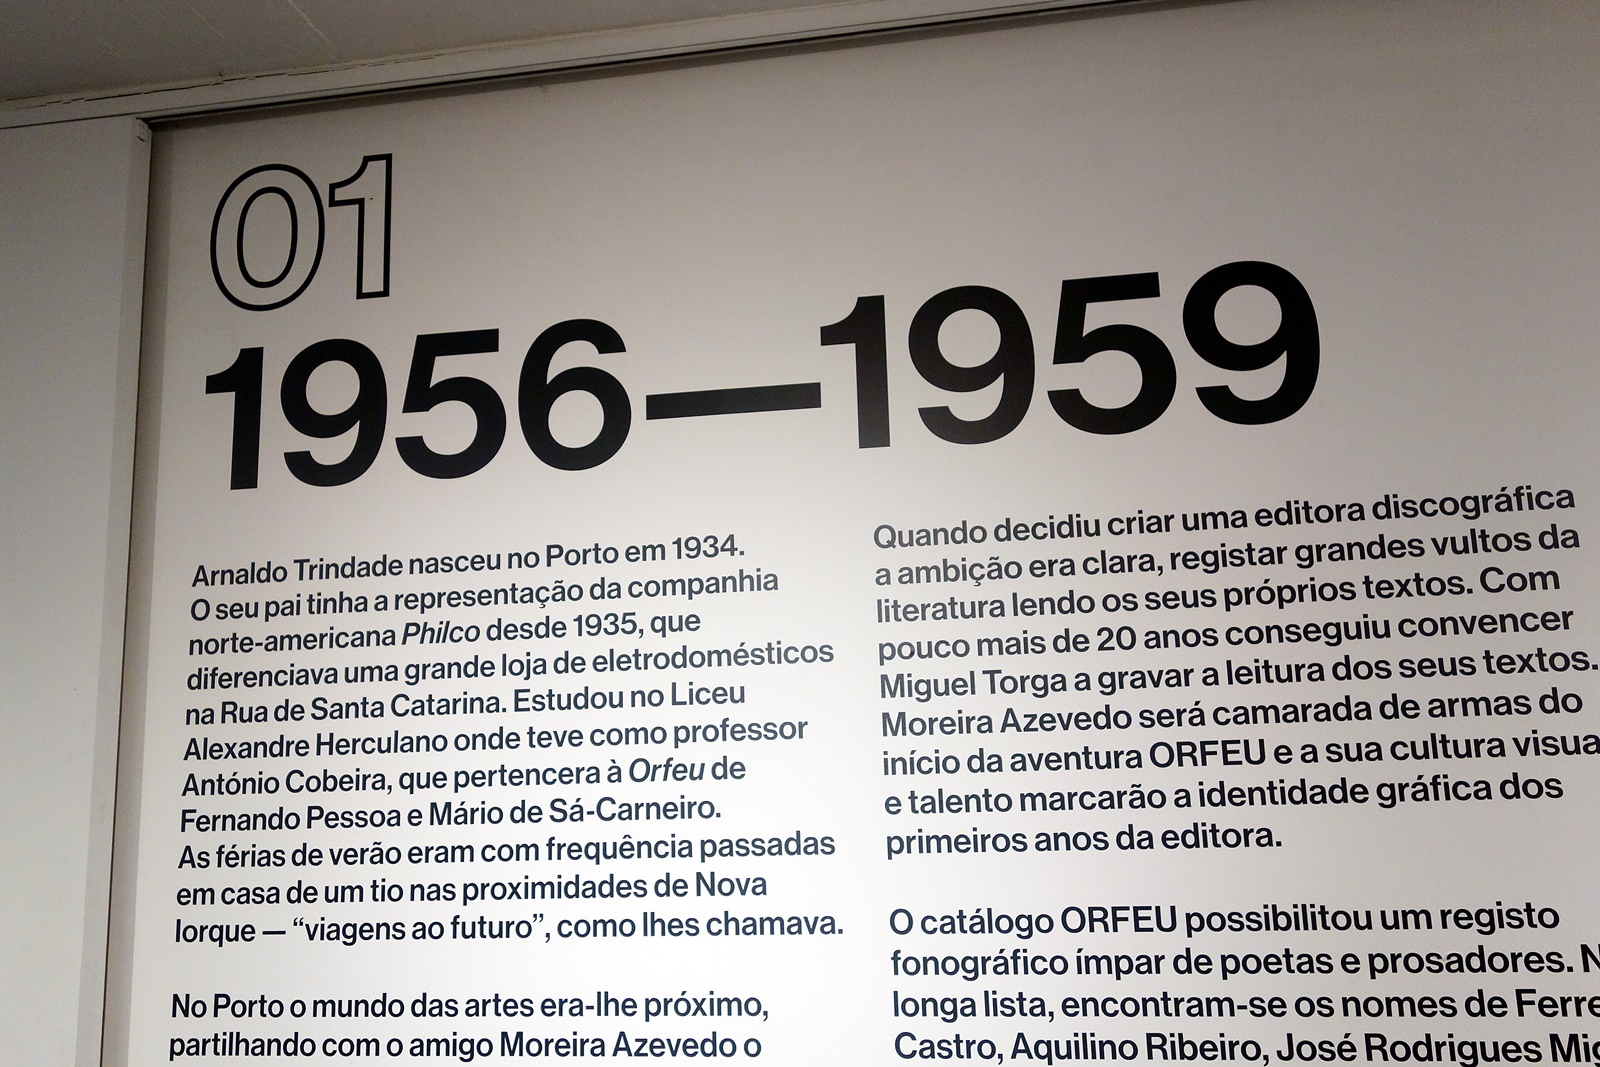 01
1956—1959
Arnaldo Trindade nasceu no Porto em 1934.
O seu pai tinha a representação da companhia
norte-americana Philco desde 1935, que
diferenciava uma grande loja de eletrodomésticos
na Rua de Santa Catarina. Estudou no Liceu
Alexandre Herculano onde teve como professor
António Cobeira, que pertencera à Orfeu de
Fernando Pessoa e Mário de Sá-Carneiro.
As férias de verão eram com frequência passadas
em casa de um tio nas proximidades de Nova
Iorque — “viagens ao futuro”, como lhes chamava.
No Porto o mundo das artes era-lhe próximo,
partilhando com o amigo Moreira Azevedo o
Quando decidiu criar uma editora discográfica
a ambição era clara, registar grandes vultos da
literatura lendo os seus próprios textos. Com
pouco mais de 20 anos conseguiu convencer
Miguel Torga a gravar a leitura dos seus textos.
Moreira Azevedo será camarada de armas do
início da aventura ORFEU e a sua cultura visua
e talento marcarão a identidade gráfica dos
primeiros anos da editora.
O catálogo ORFEU possibilitou um registo
fonográfico ímpar de poetas e prosadores. N
longa lista, encontram-se os nomes de Ferre
Castro, Aquilino Ribeiro, José Rodrigues Mig